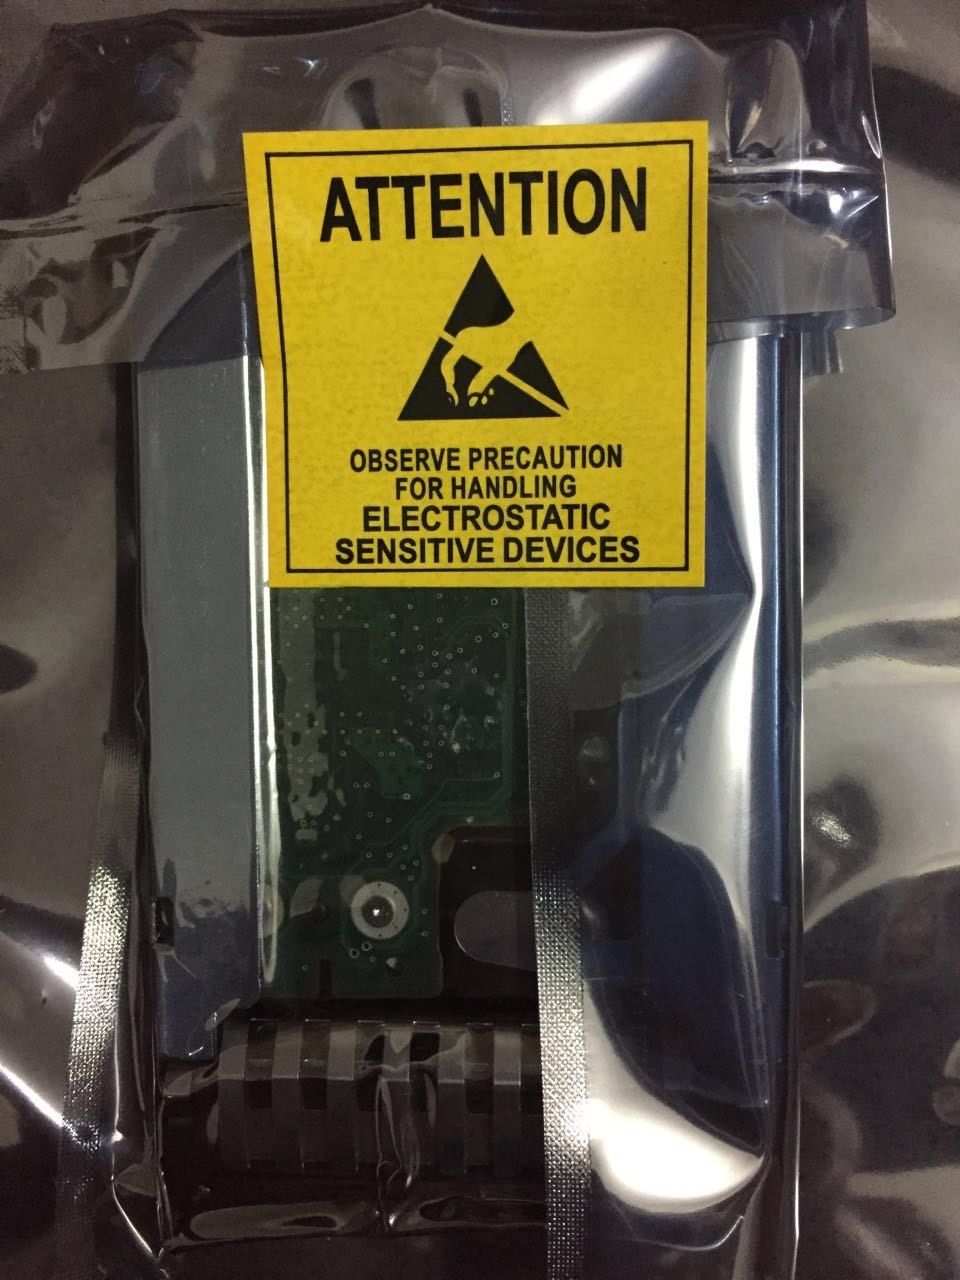 ATTENTION
OBSERVE PRECAUTION
FOR HANDLING
ELECTROSTATIC
SENSITIVE DEVICES